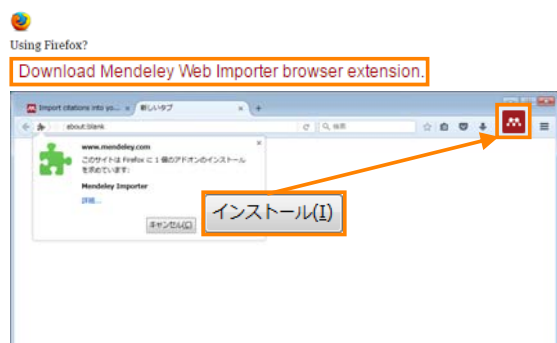 Using Firefox?
Download Mendeley Web Importer browser extension.
Import citations into yo...
新しいタブ
about:blank
検索
www.mendeley.com
このサイトは Firefox に 1 個のアドオンのインストール
を求めています:
Mendeley Importer
詳細...
キャンセル(C)
インストール(I)